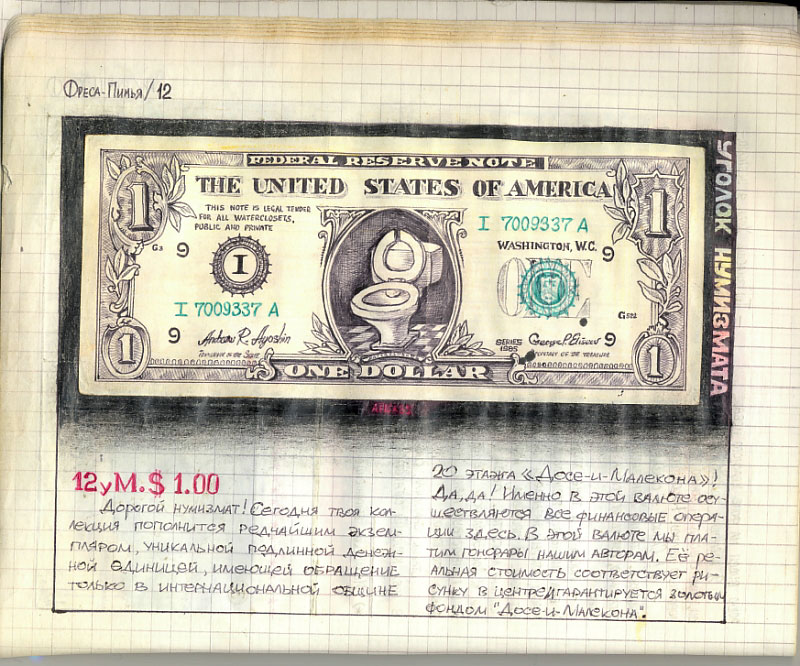 Фреса-Пинья/12
УГОЛОК НУМИЗМАТА
FEDERAL RESERVE NOTE
THE UNITED STATES OF AMERICA
THIS NOTE IS LEGAL TENDER
FOR ALL WATERCLOSETS,
PUBLIC AND PRIVATE
1
1
G3
9
I
I 7009337 A
WASHINGTON, W.C.
9
ONE
I 7009337 A
9
SERIES
1985
9
G522
1
1
ONE DOLLAR
12уМ.$ 1.00
Дорогой нумизмат! Сегодня твоя кол-
лекция пополнится редчайшим экзем-
пляром, уникальной подлинной денеж-
ной единицей, имеющей обращение
только в интернациональной общине
20 этажа «Досе-и-Малекона»!
Да, да! Именно в этой валюте осу-
ществляются все финансовые опера-
ции здесь. В этой валюте мы пла-
тим гонорары нашим авторам. Её ре-
альная стоимость соответствует ри-
сунку в центре и гарантируется золотым
фондом "Досе-и-Малекона".